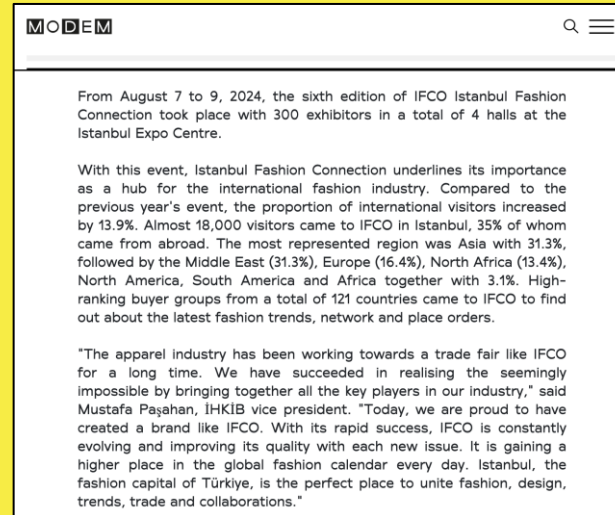 MODEM
From August 7 to 9, 2024, the sixth edition of IFCO Istanbul Fashion
Connection took place with 300 exhibitors in a total of 4 halls at the
Istanbul Expo Centre.
With this event, Istanbul Fashion Connection underlines its importance
as a hub for the international fashion industry. Compared to the
previous year's event, the proportion of international visitors increased
by 13.9%. Almost 18,000 visitors came to IFCO in Istanbul, 35% of whom
came from abroad. The most represented region was Asia with 31.3%,
followed by the Middle East (31.3%), Europe (16.4%), North Africa (13.4%),
North America, South America and Africa together with 3.1%. High-
ranking buyer groups from a total of 121 countries came to IFCO to find
out about the latest fashion trends, network and place orders.
"The apparel industry has been working towards a trade fair like IFCO
for a long time. We have succeeded in realising the seemingly
impossible by bringing together all the key players in our industry," said
Mustafa Paşahan, İHKİB vice president. "Today, we are proud to have
created a brand like IFCO. With its rapid success, IFCO is constantly
evolving and improving its quality with each new issue. It is gaining a
higher place in the global fashion calendar every day. Istanbul, the
fashion capital of Türkiye, is the perfect place to unite fashion, design,
trends, trade and collaborations."